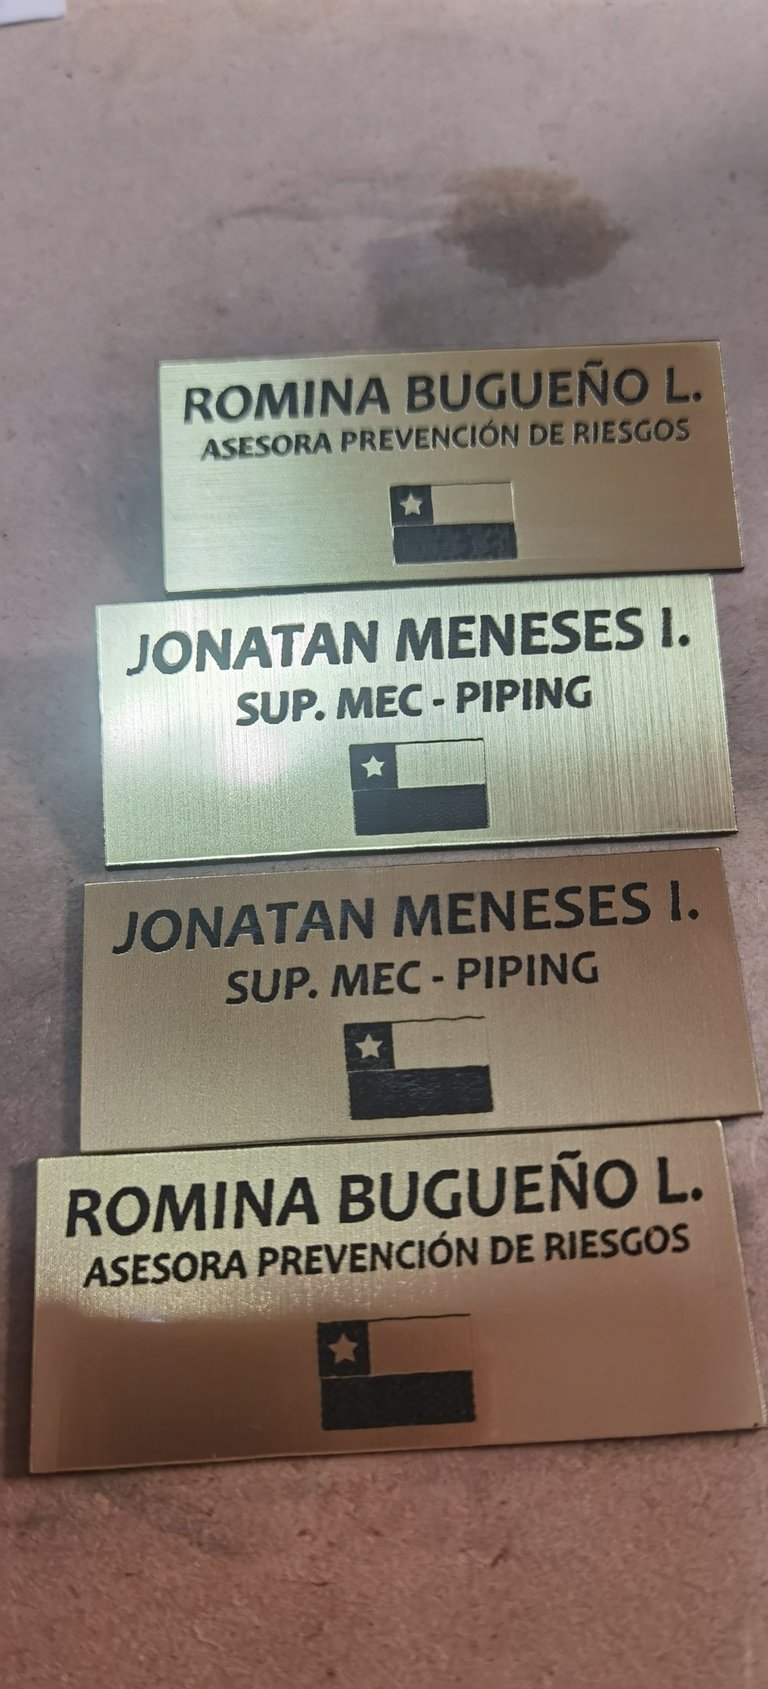 ROMINA BUGUEÑO L.
ASESORA PREVENCIÓN DE RIESGOS
JONATAN MENESES I.
SUP. MEC - PIPING
JONATAN MENESES I.
SUP. MEC - PIPING
ROMINA BUGUEÑO L.
ASESORA PREVENCIÓN DE RIESGOS